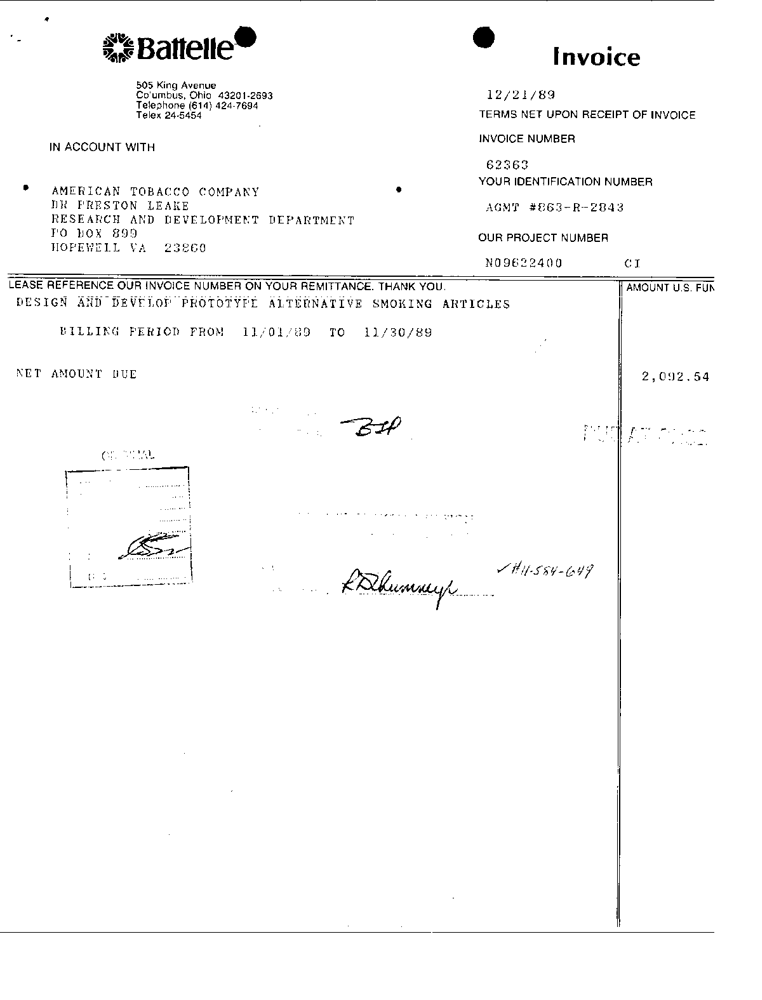 Battelle
Invoice
505 King Avenue
Columbus, Ohio 43201-2693
Telephone (614) 424-7694
Telex 24-5454
12/21/89
TERMS NET UPON RECEIPT OF INVOICE
INVOICE NUMBER
IN ACCOUNT WITH
62363
YOUR IDENTIFICATION NUMBER
AMERICAN TOBACCO COMPANY
DR PRESTON LEAKE
RESEARCH AND DEVELOPMENT DEPARTMENT
PO BOX 899
HOPEWELL VA 23860
AGMT #863-R-2843
OUR PROJECT NUMBER
N09622400 CI
LEASE REFERENCE OUR INVOICE NUMBER ON YOUR REMITTANCE. THANK YOU.
AMOUNT U.S. FUN
DESIGN AND DEVELOP PROTOTYPE ALTERNATIVE SMOKING ARTICLES
BILLING PERIOD FROM 11/01/89 TO 11/30/89
NET AMOUNT DUE 2,092.54
ORIGINAL
✓#11-584-649